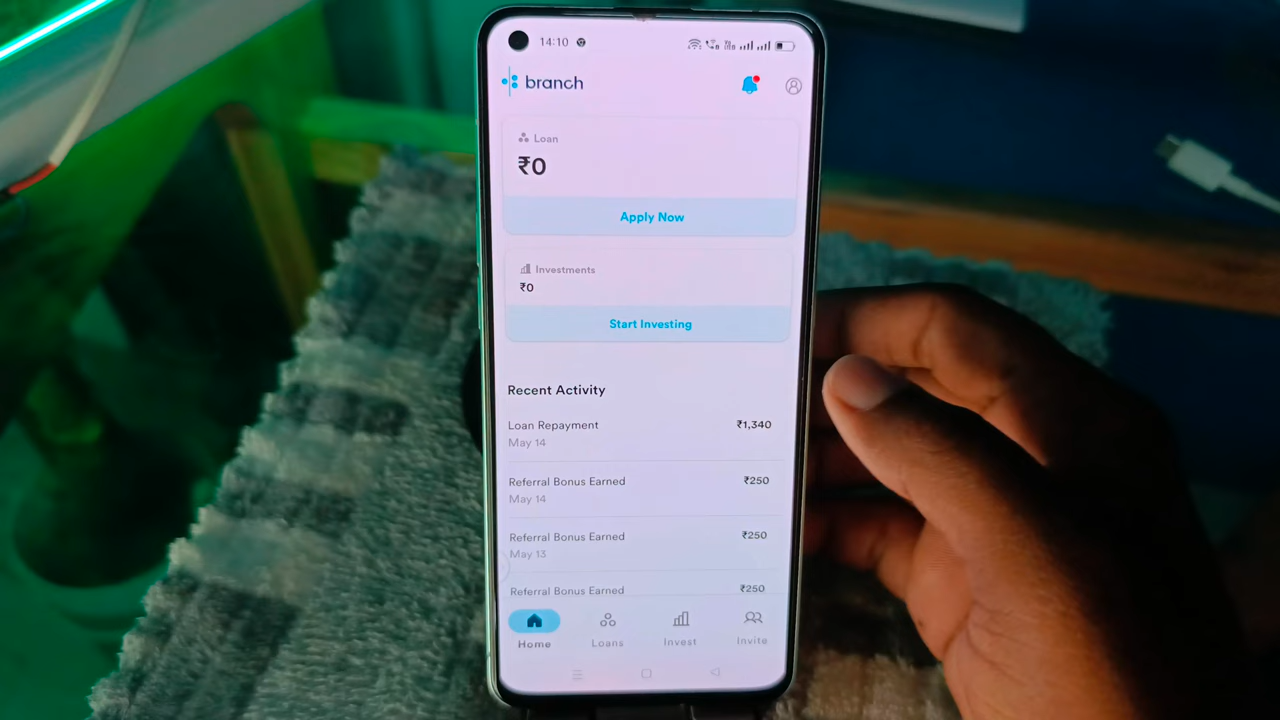 14:10
branch
Loan
₹0
Apply Now
Investments
₹0
Start Investing
Recent Activity
Loan Repayment ₹1,340
May 14
Referral Bonus Earned ₹250
May 14
Referral Bonus Earned ₹250
May 13
Referral Bonus Earned ₹250
Home Loans Invest Invite